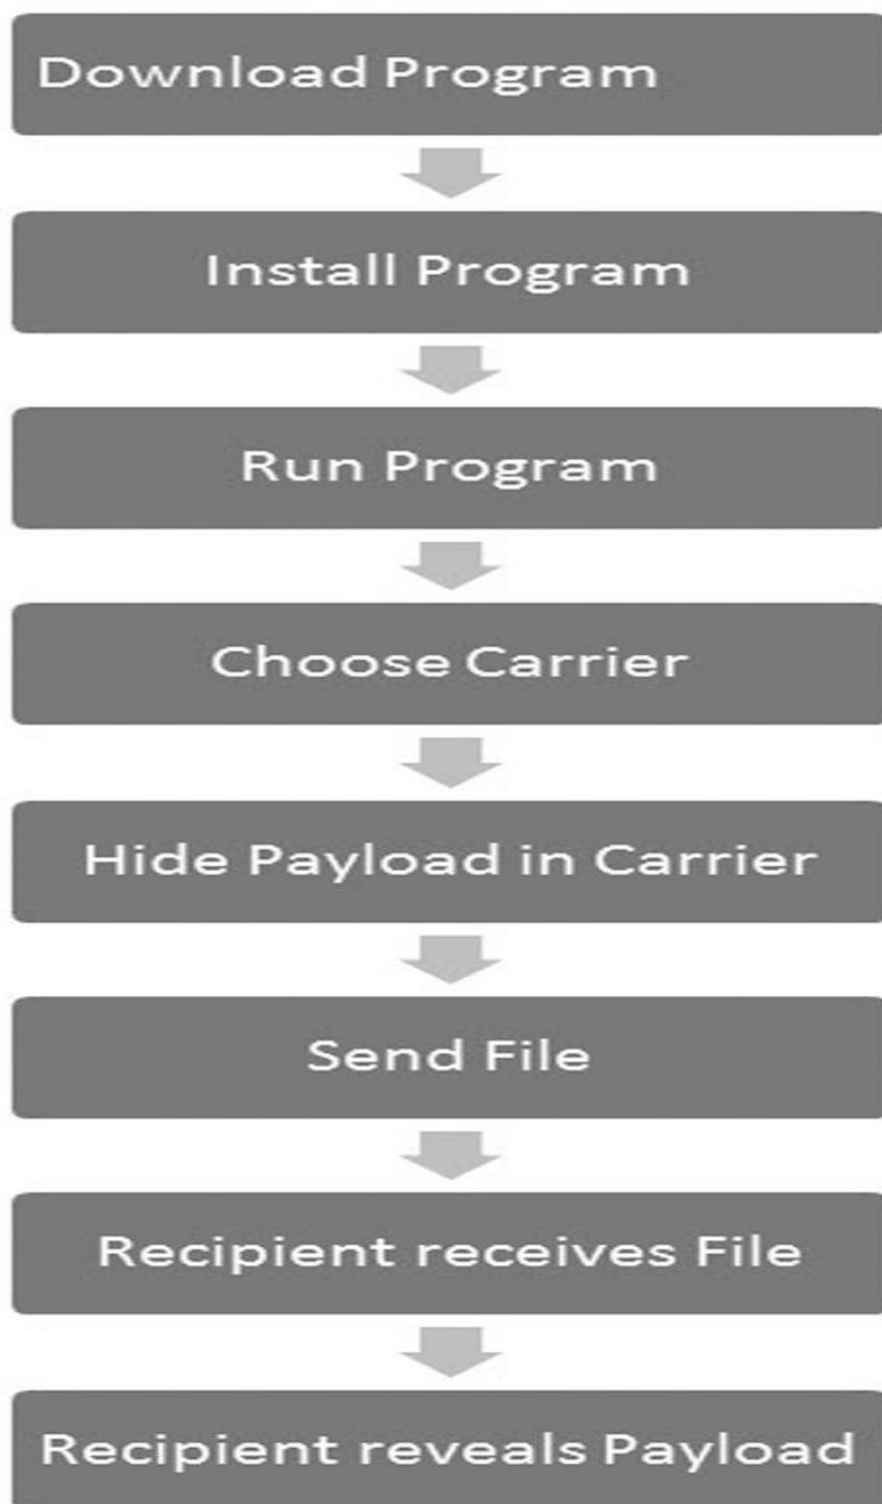 Download Program
Install Program
Run Program
Choose Carrier
Hide Payload in Carrier
Send File
Recipient receives File
Recipient reveals Payload